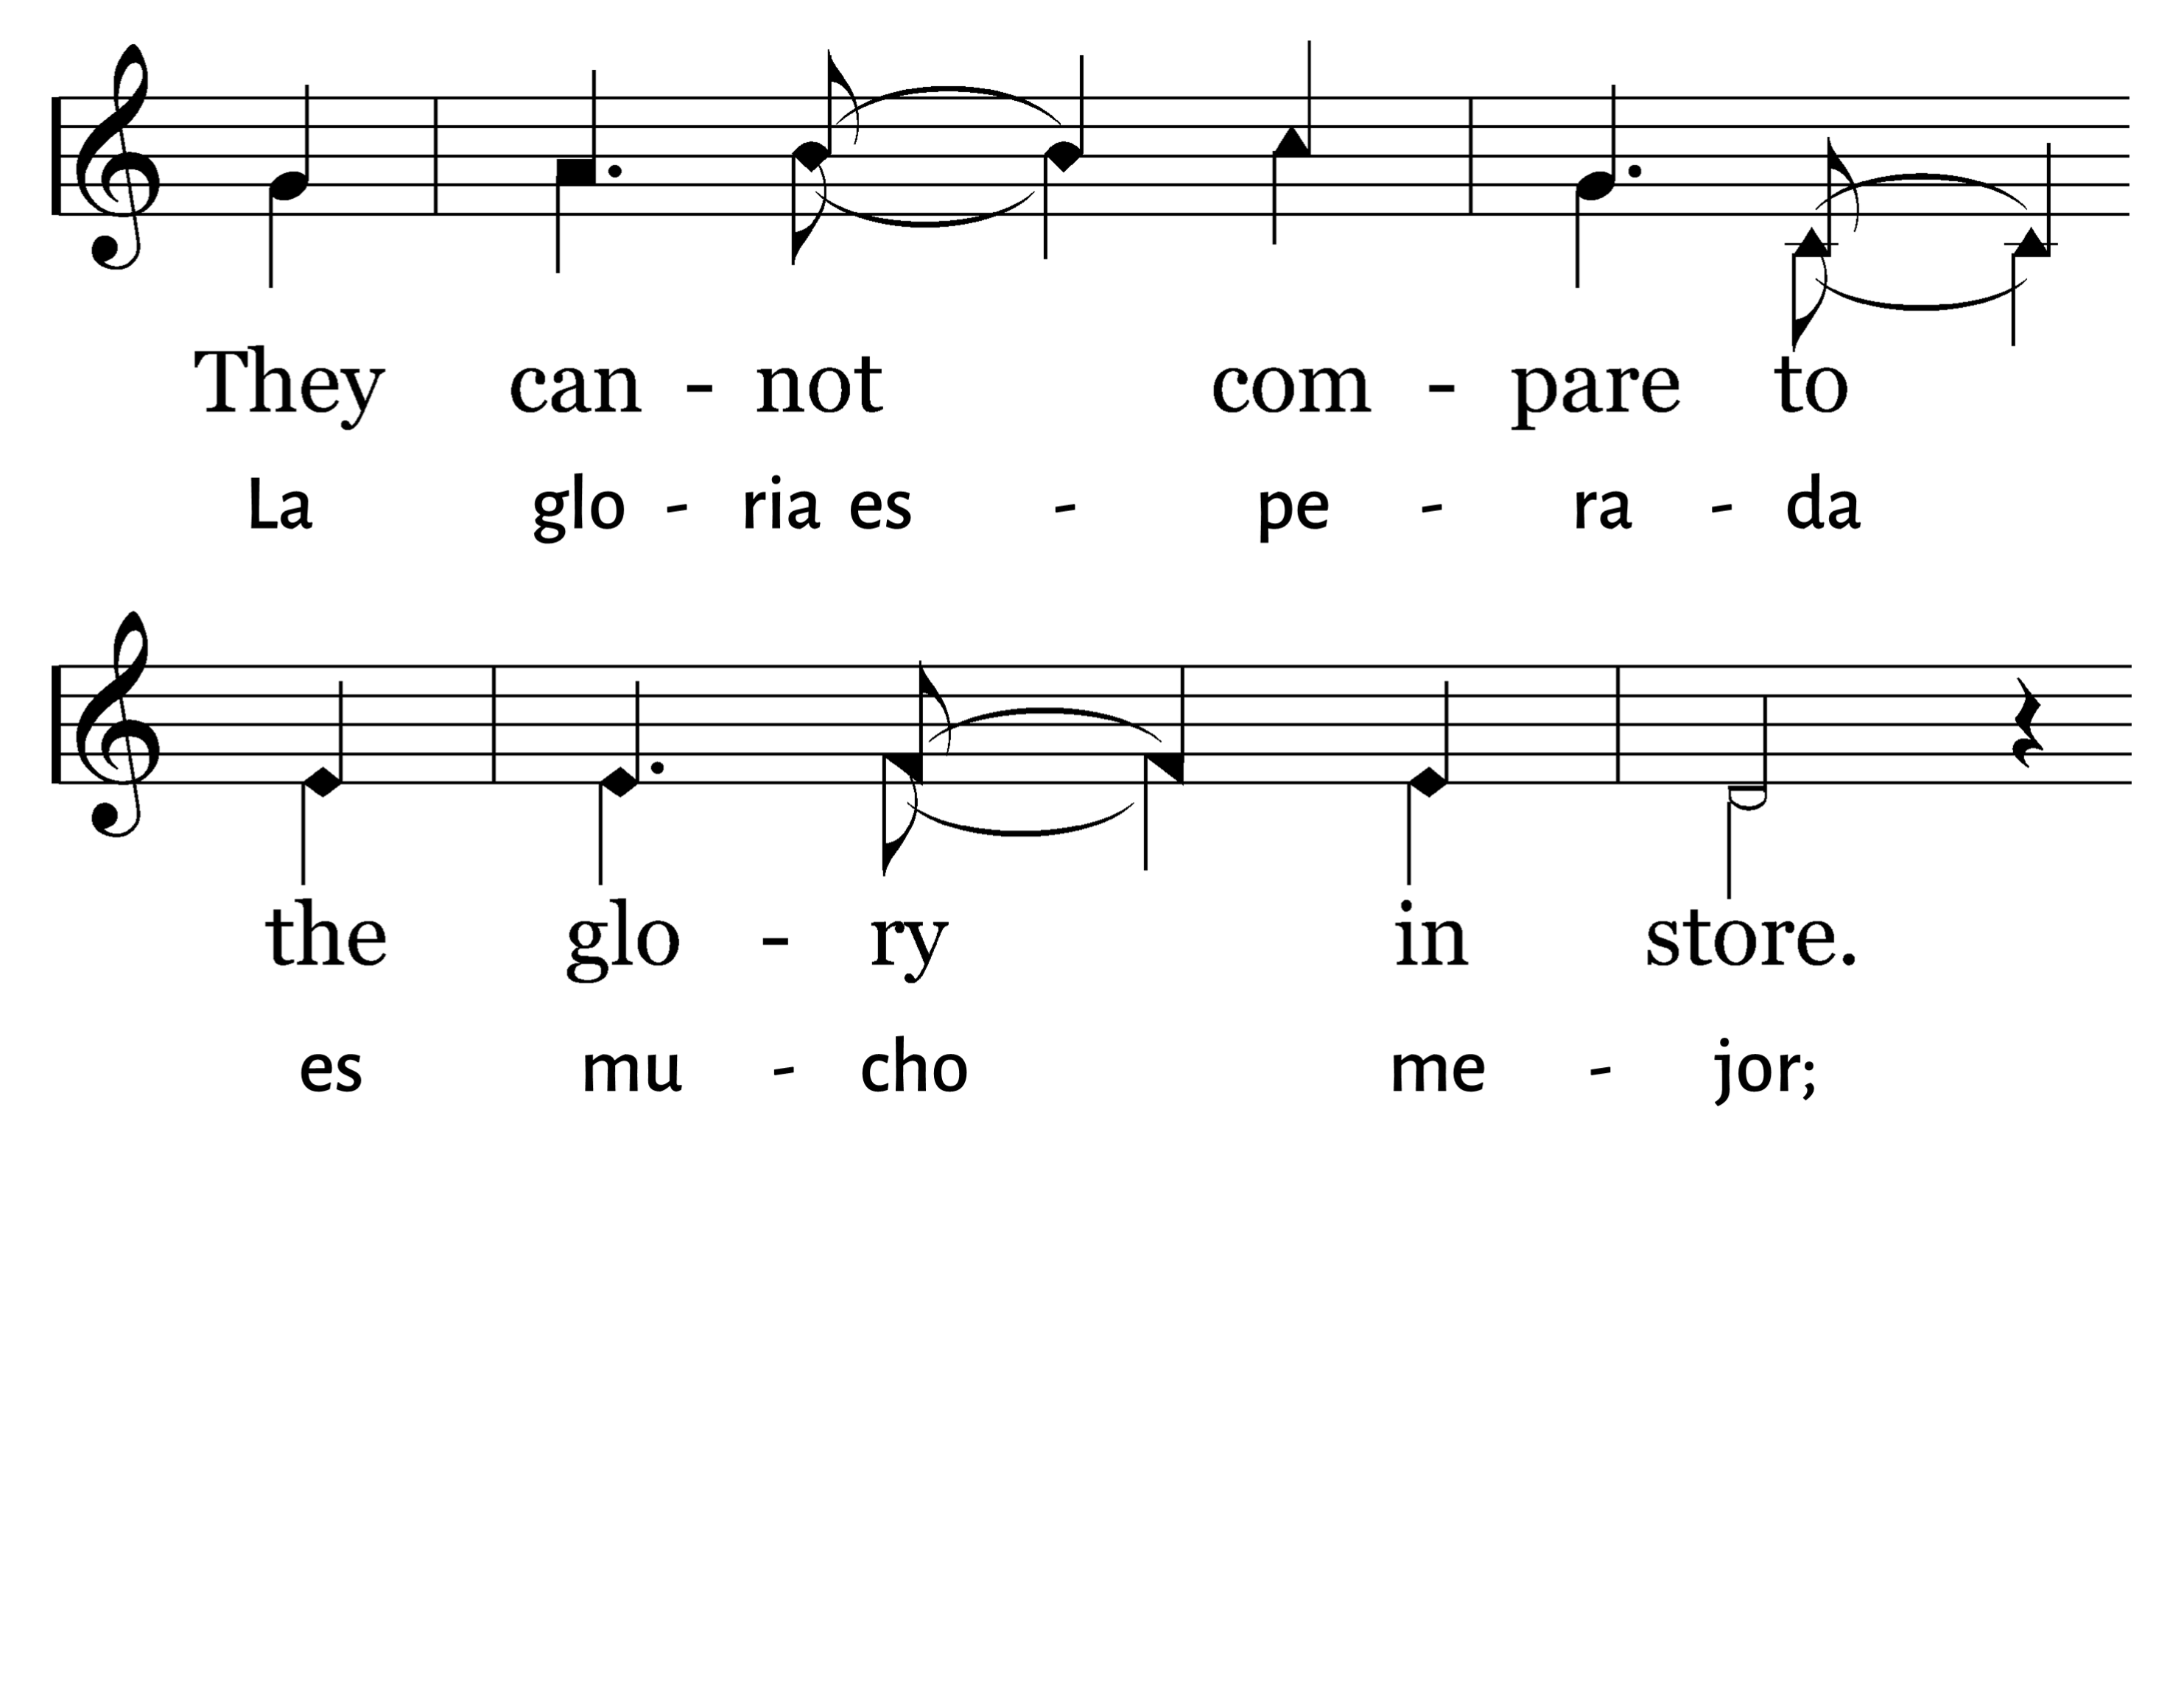 They can - not com - pare to
La glo - ria es - pe - ra - da
the glo - ry in store.
es mu - cho me - jor;